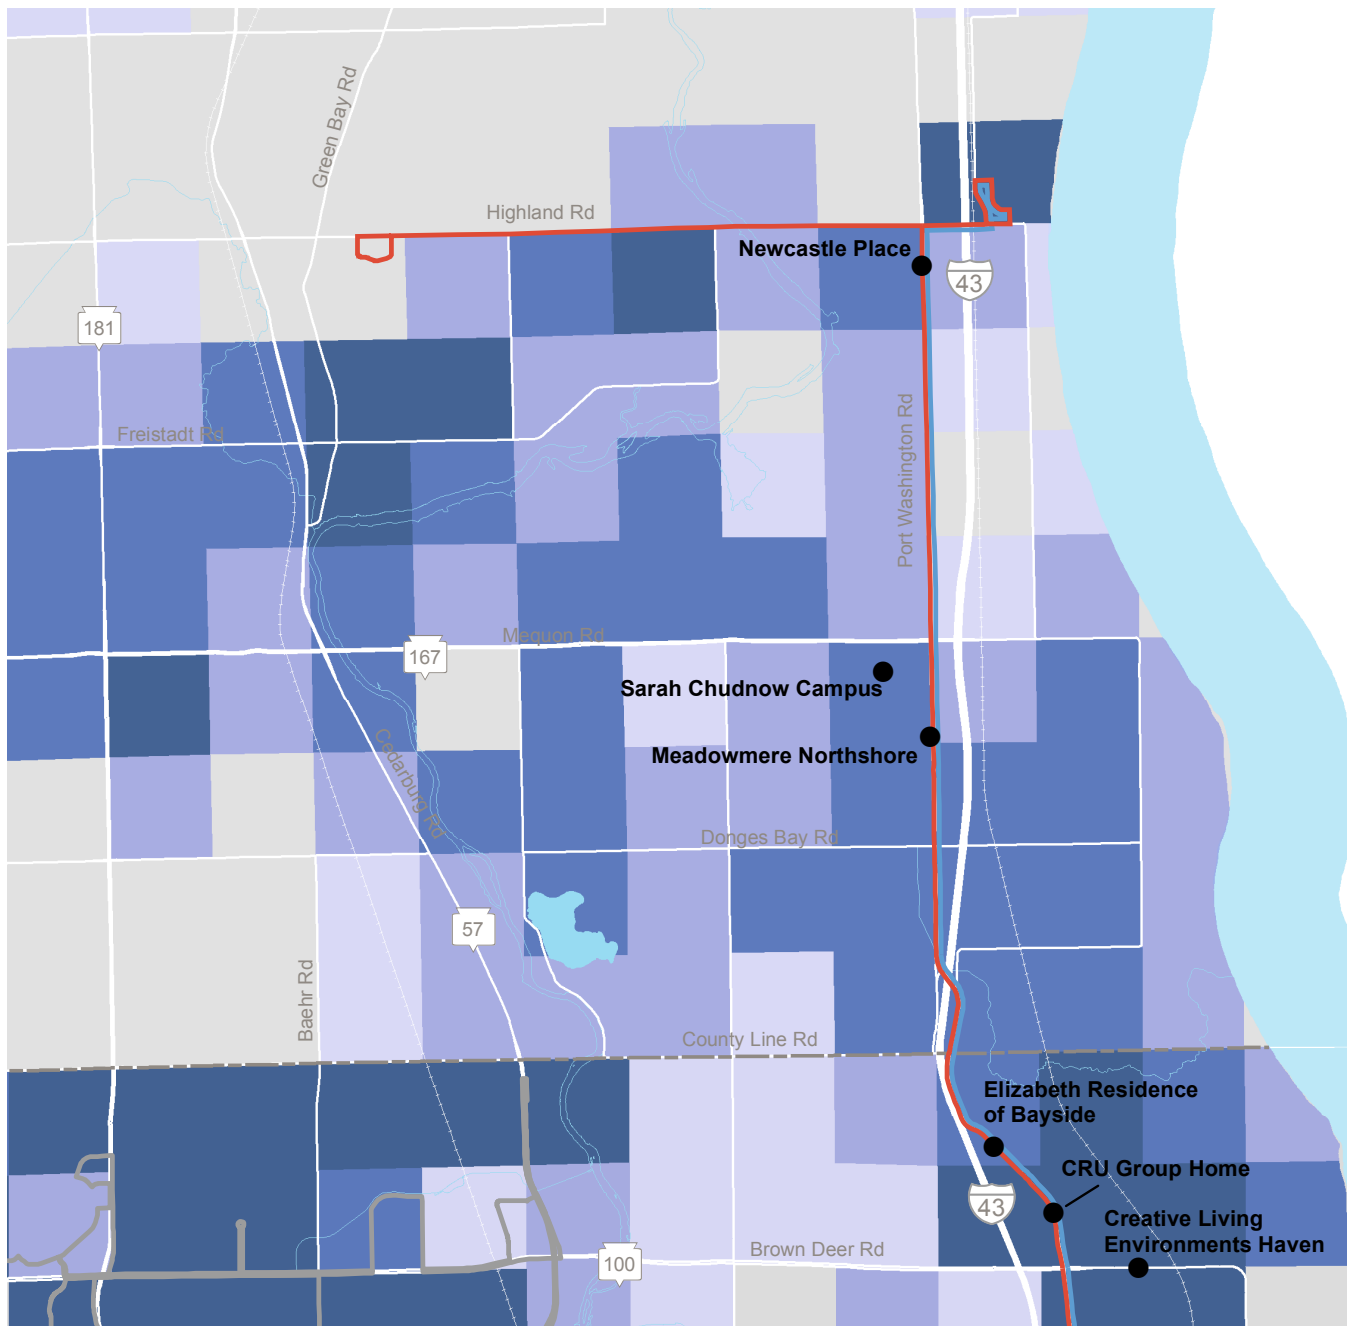 Green Bay Rd
Highland Rd
Newcastle Place
43
181
Freistadt Rd
Port Washington Rd
Mequon Rd
167
Sarah Chudnow Campus
Meadowmere Northshore
Cedarburg Rd
Donges Bay Rd
57
Baehr Rd
County Line Rd
Elizabeth Residence
of Bayside
CRU Group Home
43
Creative Living
Environments Haven
Brown Deer Rd
100